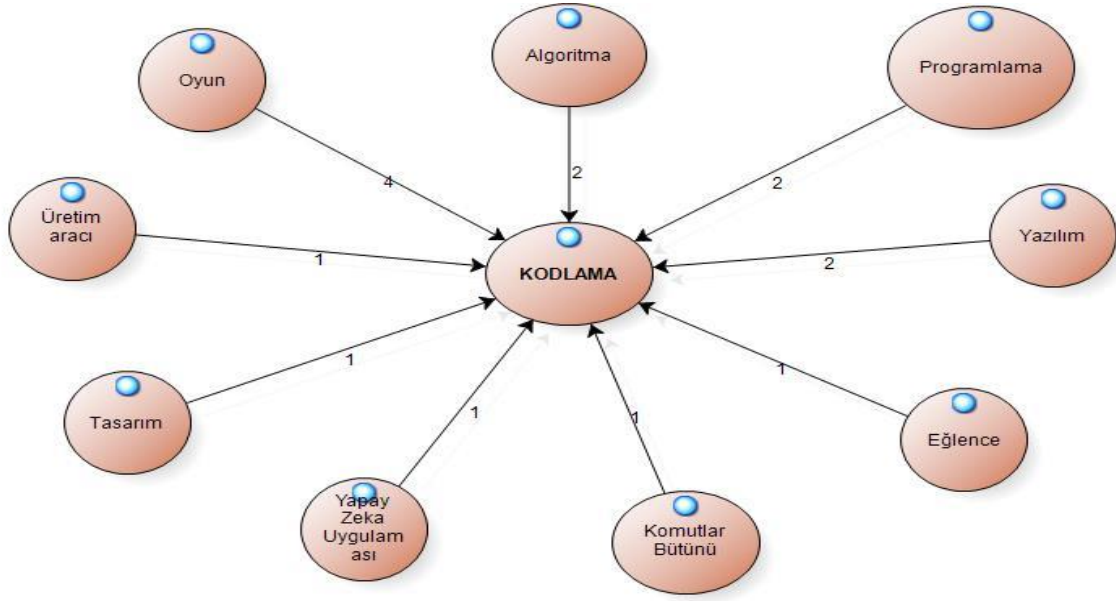 Oyun
Algoritma
Programlama
4
2
2
Üretim
aracı
1
KODLAMA
2
Yazılım
Tasarım
1
1
1
1
Eğlence
Yapay
Zeka
Uygulam
ası
Komutlar
Bütünü